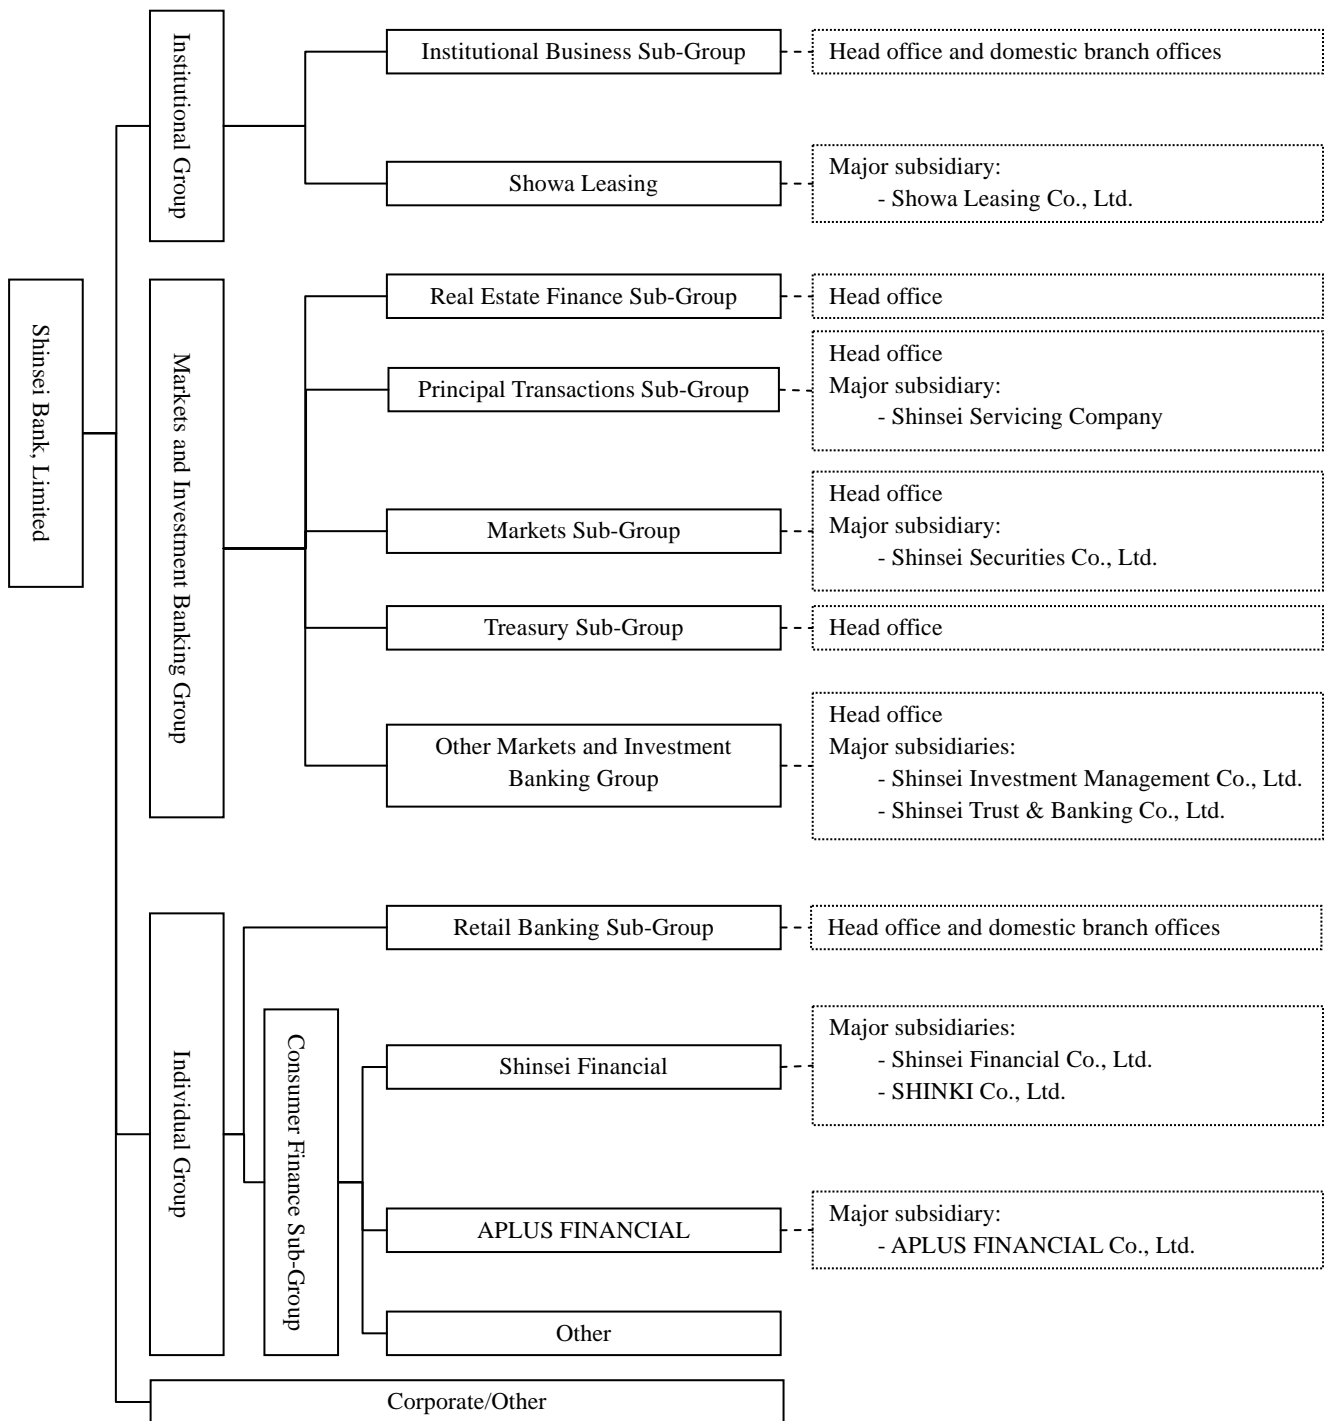 Shinsei Bank, Limited
Institutional Group
Institutional Business Sub-Group
Head office and domestic branch offices
Showa Leasing
Major subsidiary:
- Showa Leasing Co., Ltd.
Markets and Investment Banking Group
Real Estate Finance Sub-Group
Head office
Principal Transactions Sub-Group
Head office
Major subsidiary:
- Shinsei Servicing Company
Markets Sub-Group
Head office
Major subsidiary:
- Shinsei Securities Co., Ltd.
Treasury Sub-Group
Head office
Other Markets and Investment
Banking Group
Head office
Major subsidiaries:
- Shinsei Investment Management Co., Ltd.
- Shinsei Trust & Banking Co., Ltd.
Individual Group
Retail Banking Sub-Group
Head office and domestic branch offices
Consumer Finance Sub-Group
Shinsei Financial
Major subsidiaries:
- Shinsei Financial Co., Ltd.
- SHINKI Co., Ltd.
APLUS FINANCIAL
Major subsidiary:
- APLUS FINANCIAL Co., Ltd.
Other
Corporate/Other